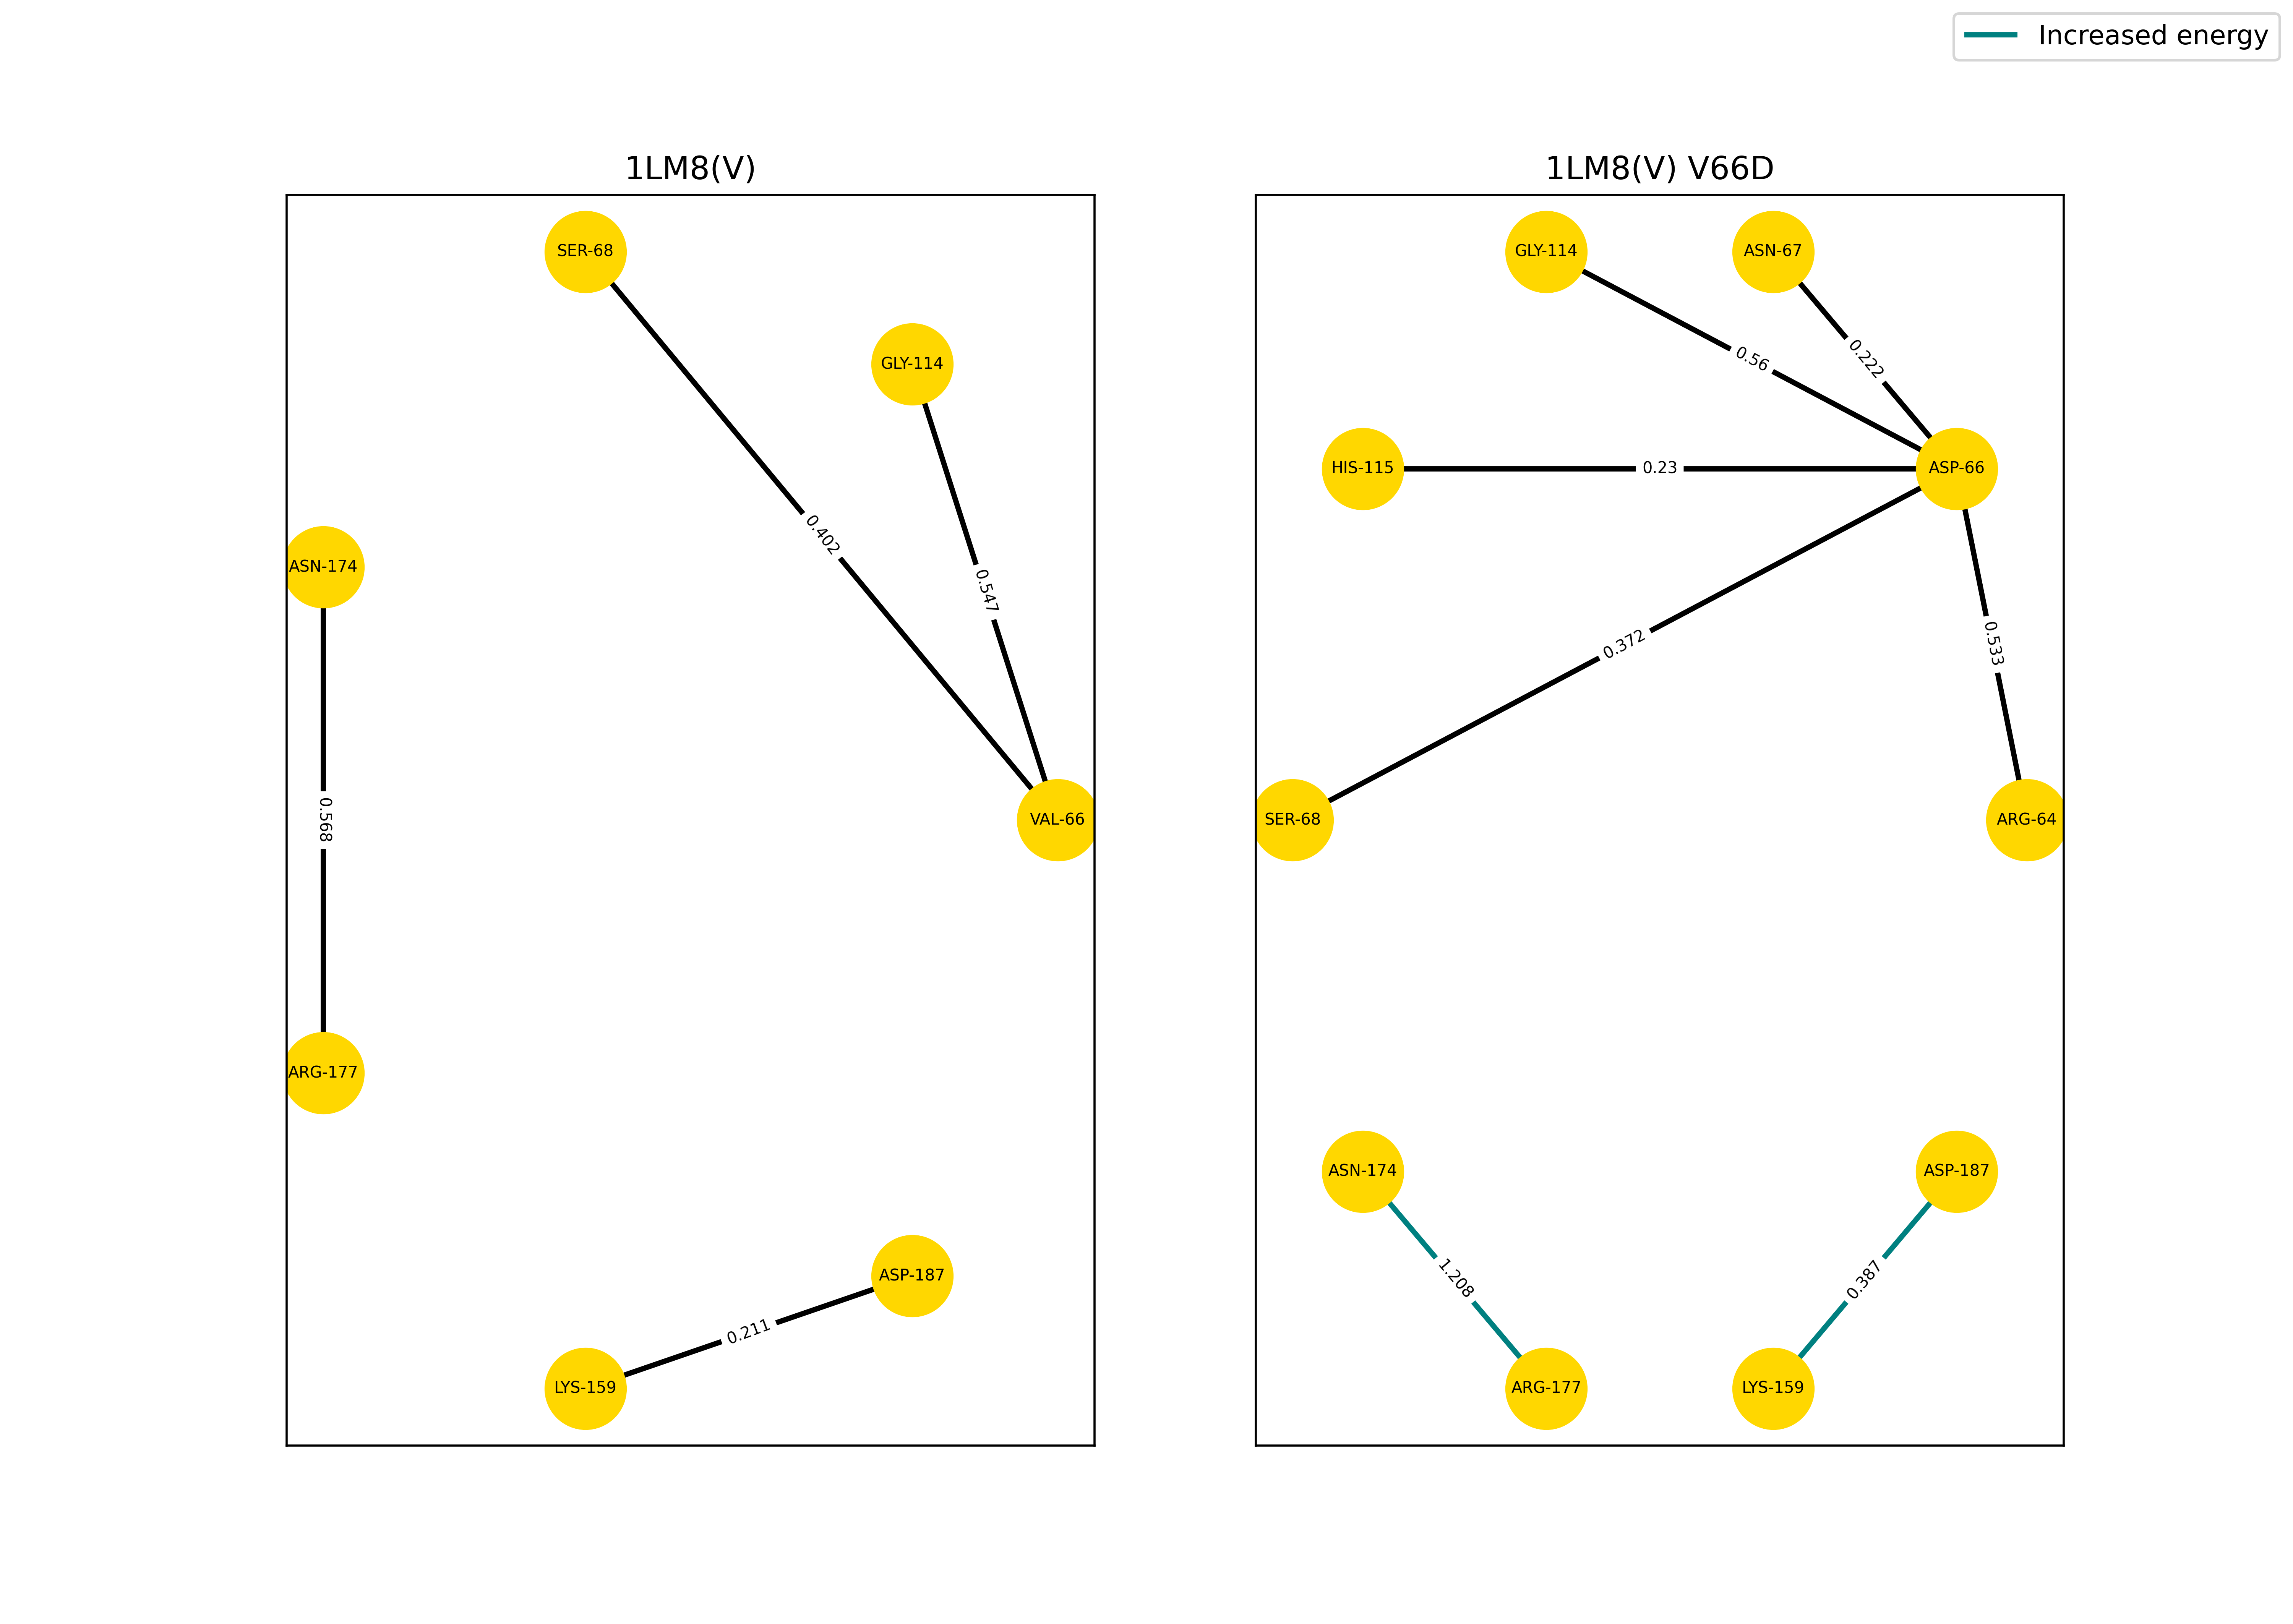 Increased energy
1LM8(V)
SER-68
GLY-114
0.402
0.547
ASN-174
0.568
VAL-66
ARG-177
ASP-187
0.211
LYS-159
1LM8(V) V66D
GLY-114
ASN-67
0.56
0.222
HIS-115
0.23
ASP-66
0.372
0.533
SER-68
ARG-64
ASN-174
ASP-187
1.208
0.387
ARG-177
LYS-159